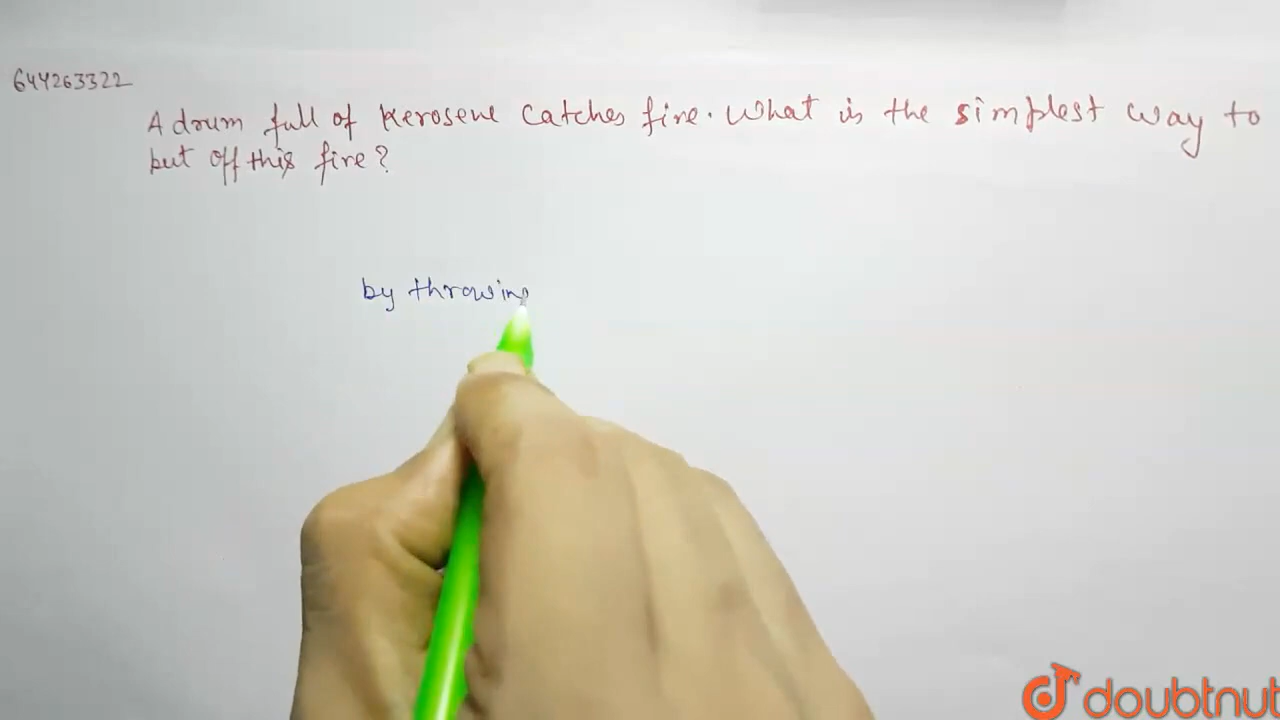 644263322
A drum full of kerosene catches fire. What is the simplest way to
but off this fire?
by throwing
doubtnut